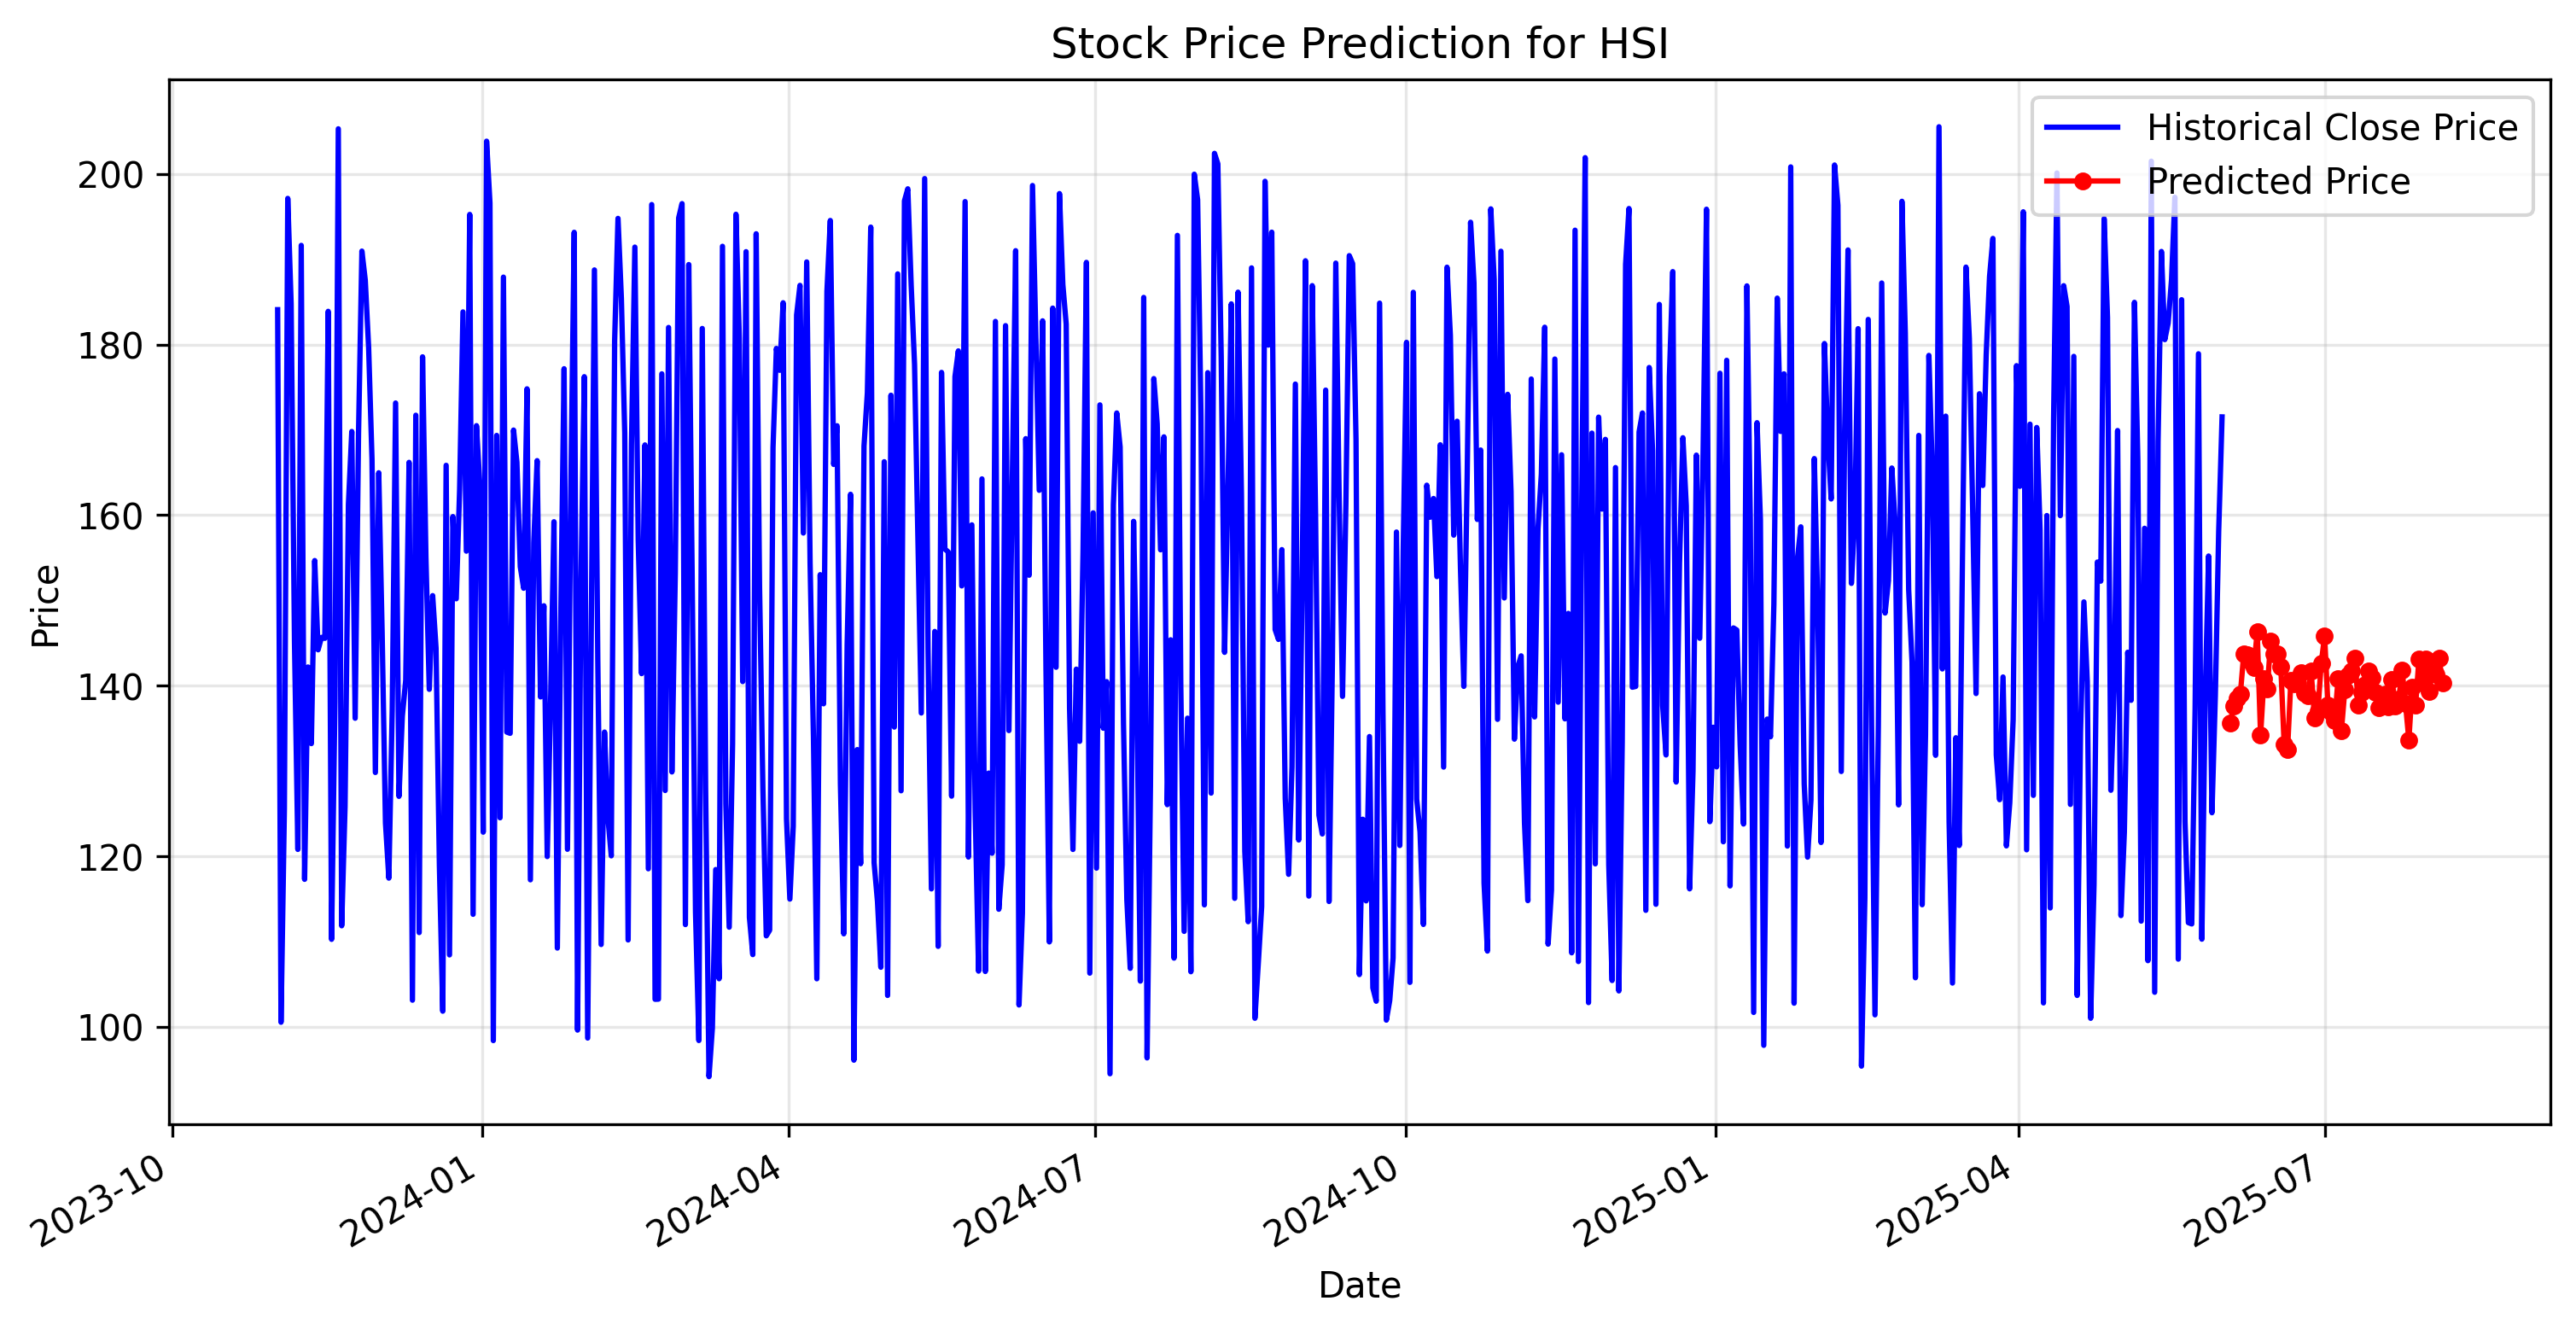 Stock Price Prediction for HSI
Historical Close Price
Predicted Price
Price
200
180
160
140
120
100
2023-10
2024-01
2024-04
2024-07
2024-10
2025-01
2025-04
2025-07
Date